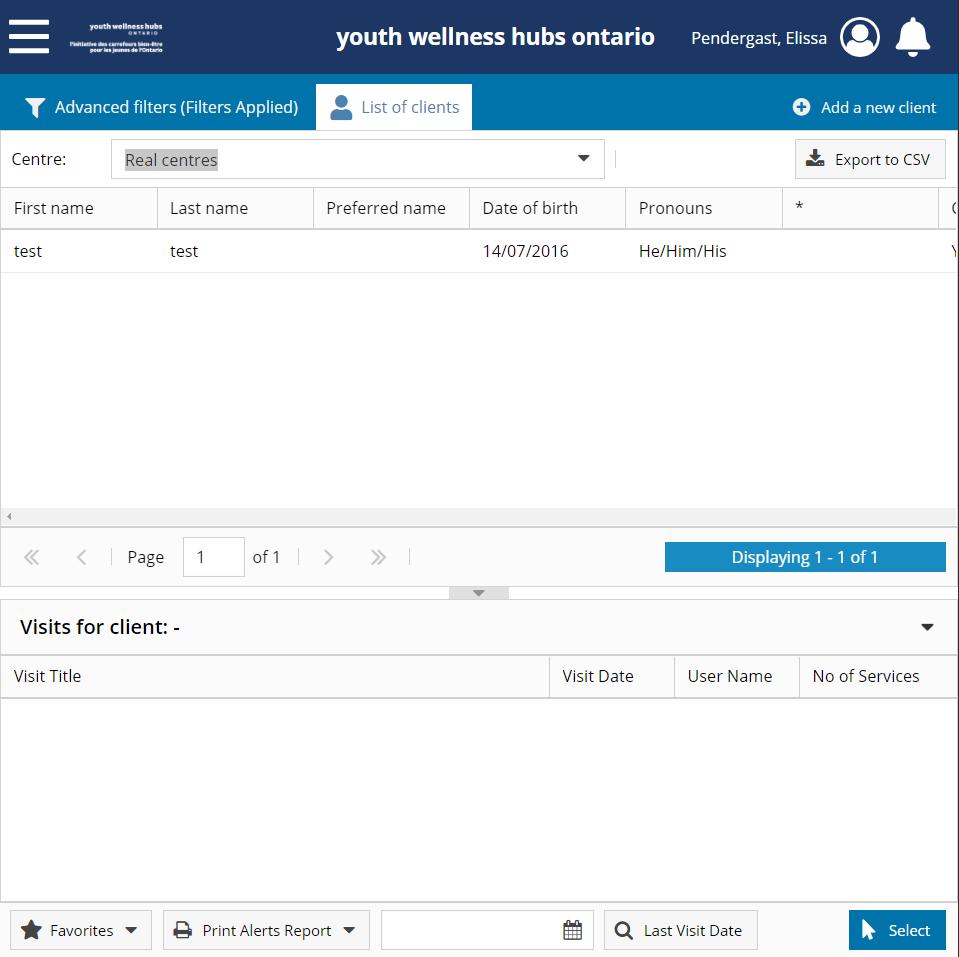 youth wellness hubs
ONTARIO
l'initiative des carrefours bien-être
pour les jeunes de l'Ontario
youth wellness hubs ontario
Pendergast, Elissa
Advanced filters (Filters Applied)
List of clients
Add a new client
Centre:
Real centres
Export to CSV
First name Last name Preferred name Date of birth Pronouns *
test test 14/07/2016 He/Him/His
Page 1 of 1
Displaying 1 - 1 of 1
Visits for client: -
Visit Title Visit Date User Name No of Services
Favorites
Print Alerts Report
Last Visit Date
Select